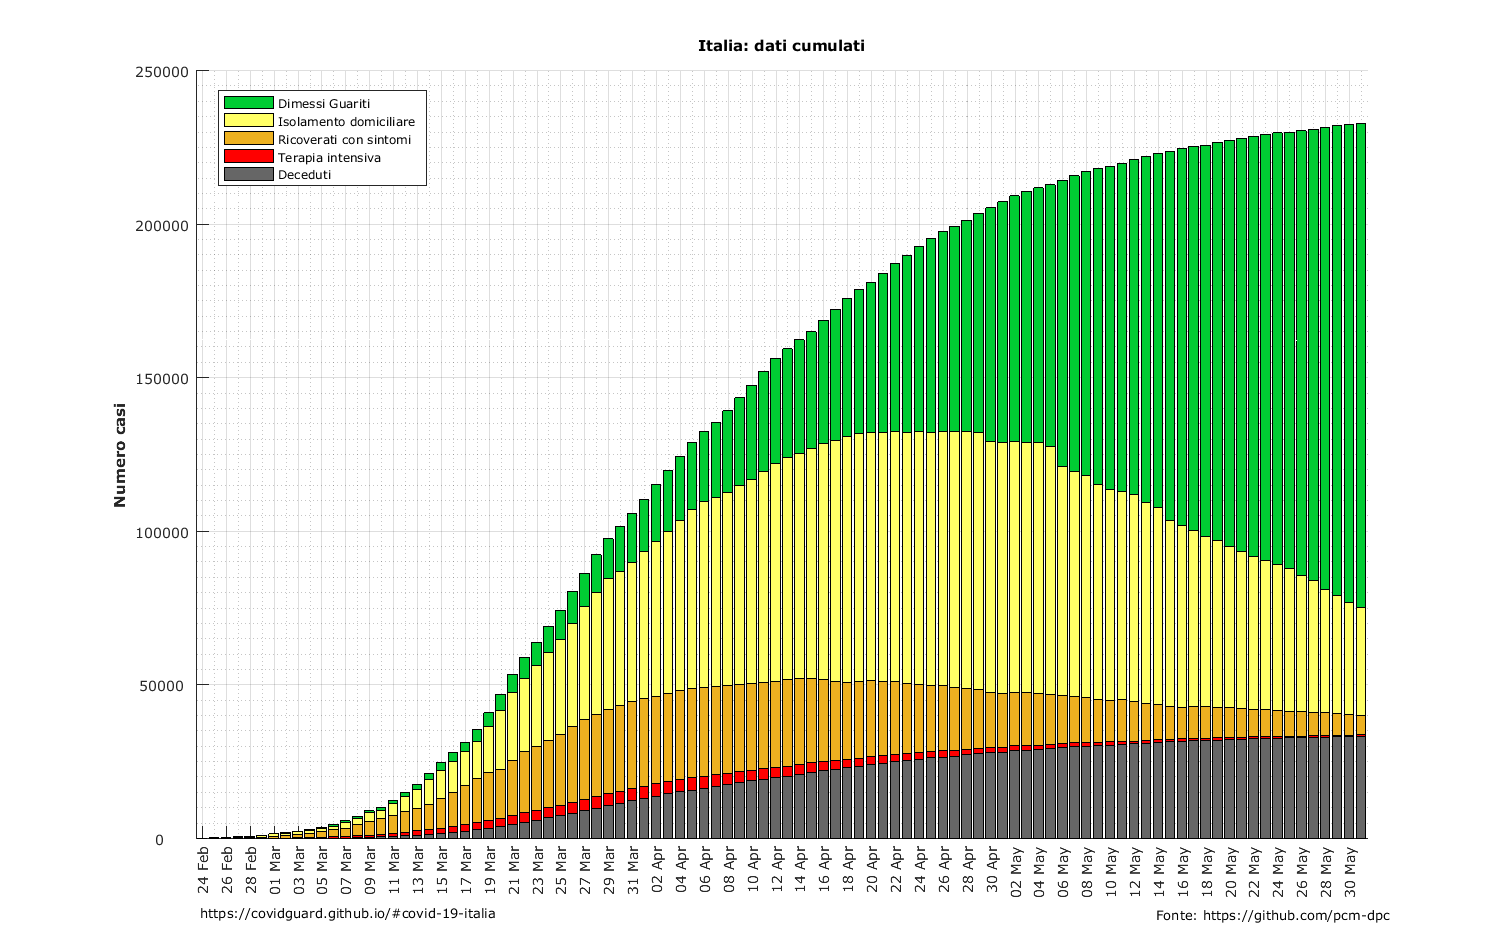 Italia: dati cumulati
250000
200000
150000
100000
50000
0
Numero casi
Dimessi Guariti
Isolamento domiciliare
Ricoverati con sintomi
Terapia intensiva
Deceduti
24 Feb
26 Feb
28 Feb
01 Mar
03 Mar
05 Mar
07 Mar
09 Mar
11 Mar
13 Mar
15 Mar
17 Mar
19 Mar
21 Mar
23 Mar
25 Mar
27 Mar
29 Mar
31 Mar
02 Apr
04 Apr
06 Apr
08 Apr
10 Apr
12 Apr
14 Apr
16 Apr
18 Apr
20 Apr
22 Apr
24 Apr
26 Apr
28 Apr
30 Apr
02 May
04 May
06 May
08 May
10 May
12 May
14 May
16 May
18 May
20 May
22 May
24 May
26 May
28 May
30 May
https://covidguard.github.io/#covid-19-italia
Fonte: https://github.com/pcm-dpc